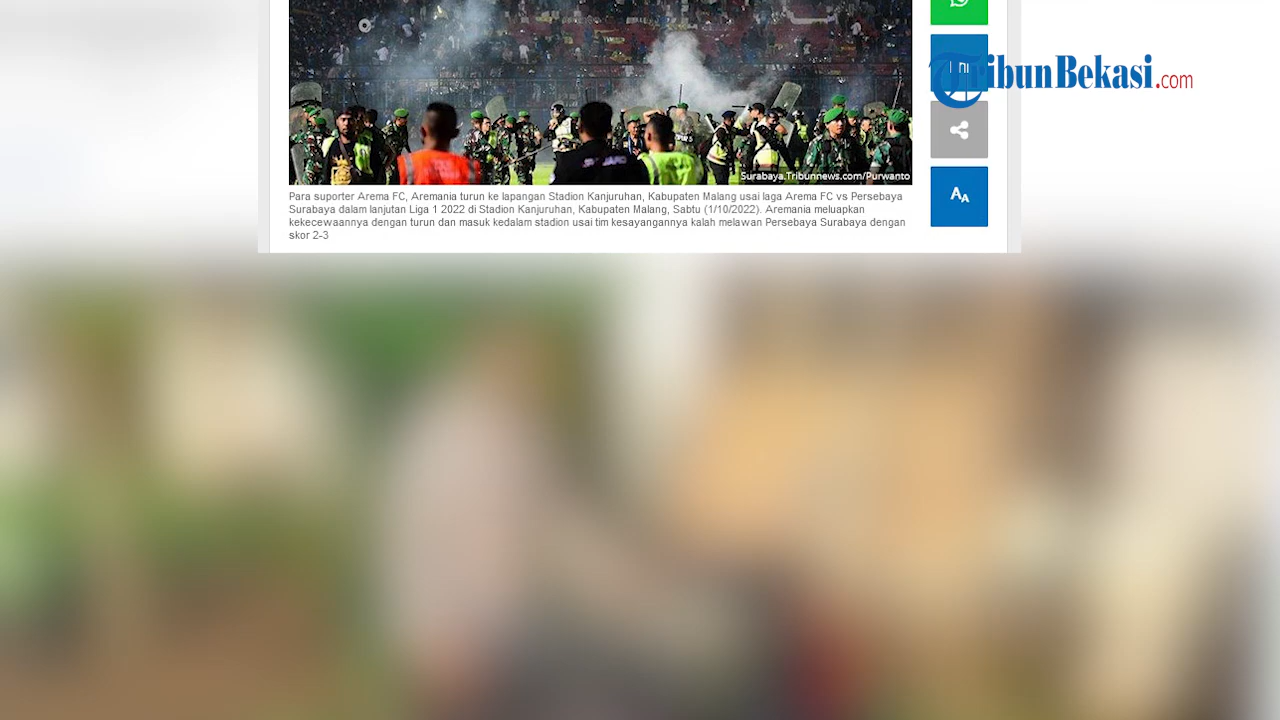 TribunBekasi.com
Surabaya.Tribunnews.com/Purwanto
Para suporter Arema FC, Aremania turun ke lapangan Stadion Kanjuruhan, Kabupaten Malang usai laga Arema FC vs Persebaya
Surabaya dalam lanjutan Liga 1 2022 di Stadion Kanjuruhan, Kabupaten Malang, Sabtu (1/10/2022). Aremania meluapkan
kekecewaannya dengan turun dan masuk kedalam stadion usai tim kesayangannya kalah melawan Persebaya Surabaya dengan
skor 2-3
AA